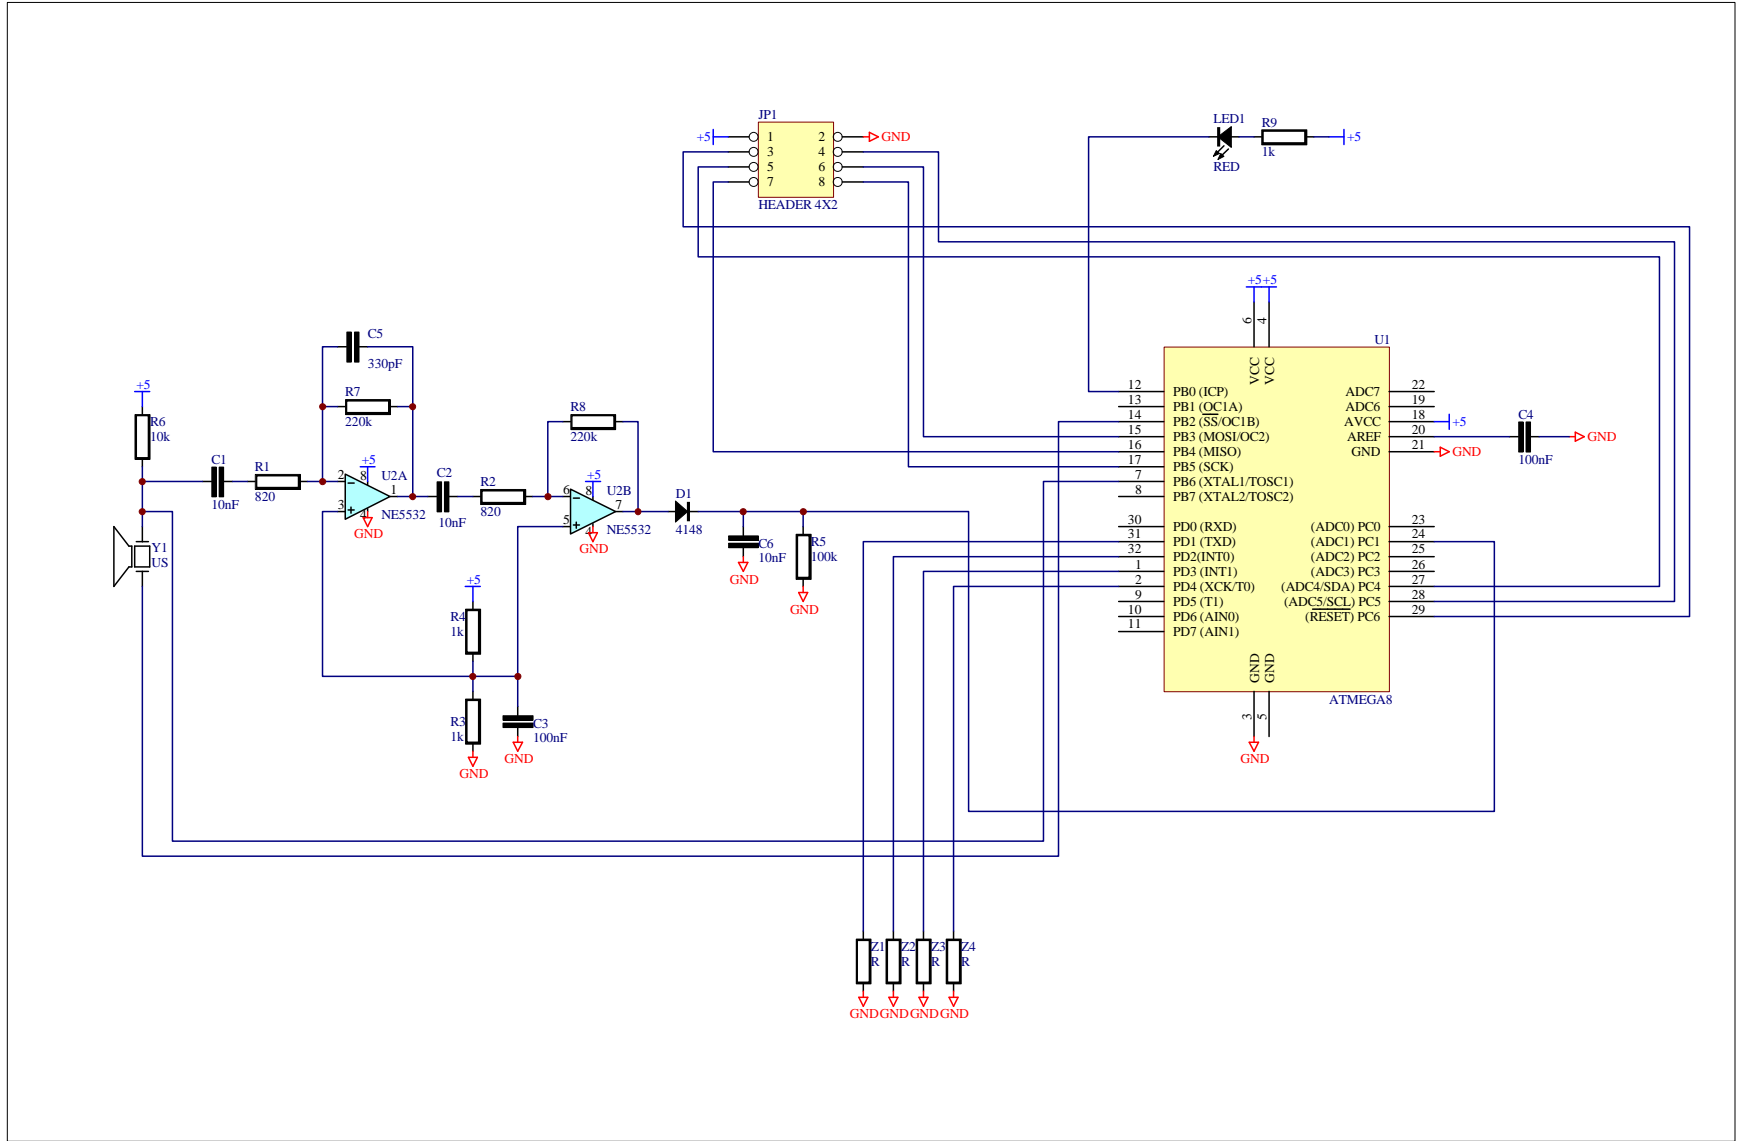 JP1
+5
1 2
GND
3 4
5 6
7 8
HEADER 4X2
LED1
RED
R9
1k
+5
+5 +5
6 4
U1
VCC VCC
12 PB0 (ICP)
13 PB1 (OC1A)
14 PB2 (SS/OC1B)
15 PB3 (MOSI/OC2)
16 PB4 (MISO)
17 PB5 (SCK)
7 PB6 (XTAL1/TOSC1)
8 PB7 (XTAL2/TOSC2)
30 PD0 (RXD)
31 PD1 (TXD)
32 PD2(INT0)
1 PD3 (INT1)
2 PD4 (XCK/T0)
9 PD5 (T1)
10 PD6 (AIN0)
11 PD7 (AIN1)
ADC7 22
ADC6 19
AVCC 18
+5
AREF 20
GND 21
GND
C4
100nF
GND
(ADC0) PC0 23
(ADC1) PC1 24
(ADC2) PC2 25
(ADC3) PC3 26
(ADC4/SDA) PC4 27
(ADC5/SCL) PC5 28
(RESET) PC6 29
GND GND
ATMEGA8
3 5
GND
C5
330pF
R7
220k
+5
R6
10k
C1
10nF
R1
820
+5
2
8
U2A
1
3
4
NE5532
GND
C2
10nF
R2
820
R8
220k
+5
6
8
U2B
7
5
4
NE5532
GND
D1
4148
C6
10nF
GND
R5
100k
GND
Y1
US
+5
R4
1k
R3
1k
GND
C3
100nF
GND
Z1 Z2 Z3 Z4
R R R R
GND GND GND GND